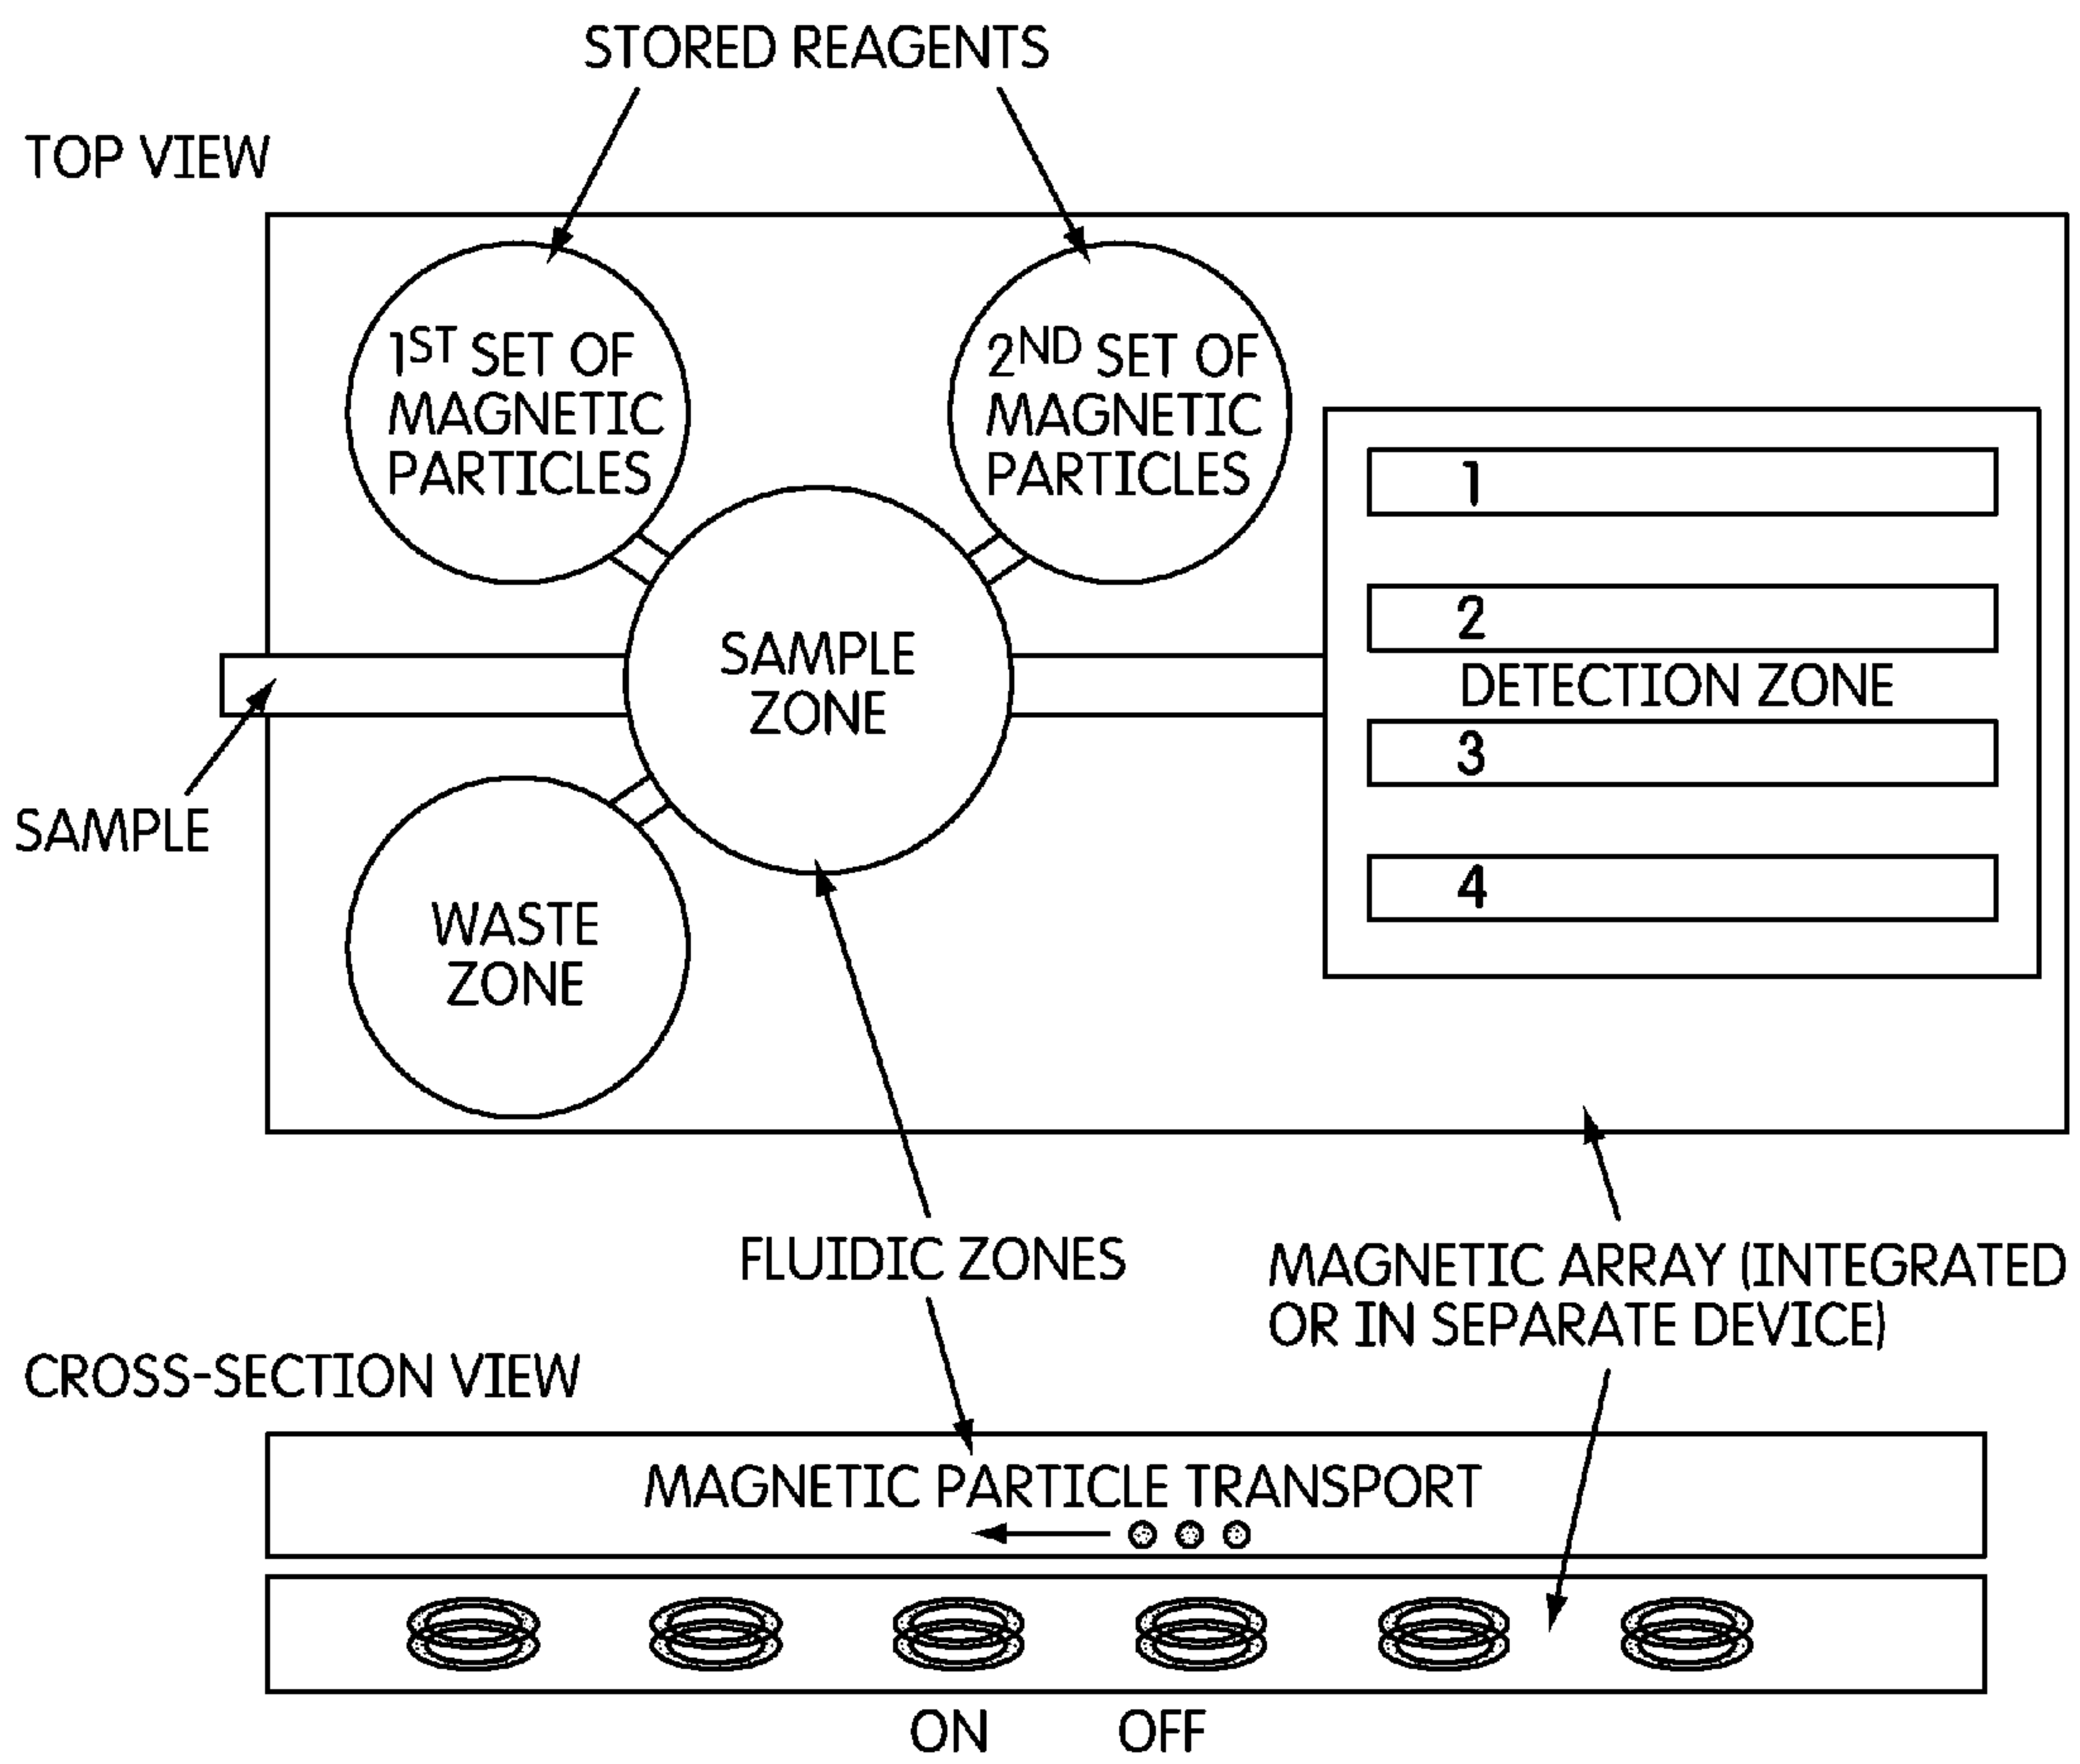 STORED REAGENTS
TOP VIEW
1ST SET OF
MAGNETIC
PARTICLES
2ND SET OF
MAGNETIC
PARTICLES
1
2
DETECTION ZONE
3
4
SAMPLE
ZONE
SAMPLE
WASTE
ZONE
FLUIDIC ZONES
MAGNETIC ARRAY (INTEGRATED
OR IN SEPARATE DEVICE)
CROSS-SECTION VIEW
MAGNETIC PARTICLE TRANSPORT
ON
OFF